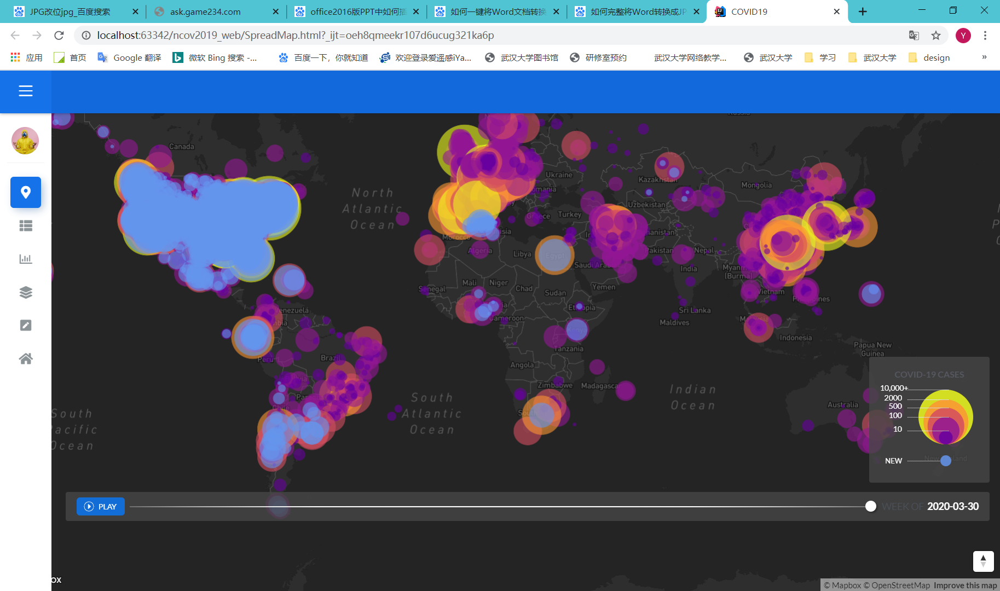 JPG改位jpg_百度搜索
ask.game234.com
office2016版PPT中如何插
如何一键将Word文档转换
如何完整将Word转换成JP
COVID19
localhost:63342/ncov2019_web/SpreadMap.html?_ijt=oeh8qmeekr107d6ucug321ka6p
Y
应用
首页
Google 翻译
微软 Bing 搜索 -...
百度一下，你就知道
欢迎登录爱遥感iYa...
武汉大学图书馆
研修室预约
武汉大学网络教学...
武汉大学
学习
武汉大学
design
»
Canada
North
Atlantic
Ocean
Ukraine
Kazakhstan
Mongolia
Uzbekistan
Turkey
Greece
Morocco
Algeria
Libya
Egypt
Saudi Arabia
Pakistan
Nepal
India
Myanm
(Burma)
Vietnam
Philippines
Mali
Niger
Chad
Sudan
Yemen
Senegal
Cameroon
Ethiopia
Sri Lanka
Maldives
Kenya
Tanzania
Indonesia
Papua New
Guinea
Venezuela
Peru
Brazil
Angola
Zimbabwe
Madagascar
Chile
South
Atlantic
Ocean
Indian
Ocean
South
Pacific
Ocean
Australia
COVID-19 CASES
10,000+
2000
500
100
10
NEW
New Zealand
PLAY
WEEK OF 2020-03-30
ox
© Mapbox © OpenStreetMap Improve this map